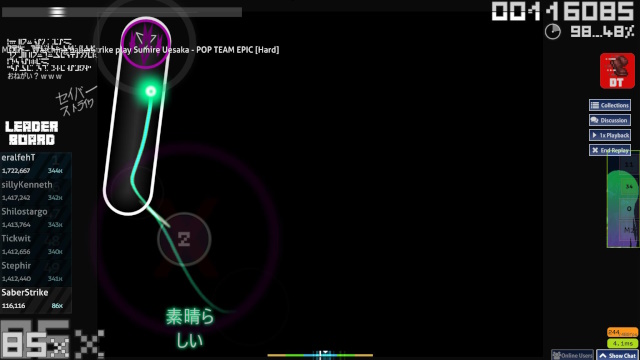 00116085
98.48%
strike play Sumire Uesaka - POP TEAM EPIC [Hard]
おねがい？ｗｗｗ
セイバー
ストライク
DT
Collections
Discussion
1x Playback
End Replay
LEADER
BOARD
eralfehT
1,722,667 344x
sillyKenneth
1,417,242 342x
Shilostargo
1,413,764 343x
Tickwit
1,412,656 340x
Stephir
1,412,440 341x
SaberStrike
116,116 86x
2
素晴ら
しい
85x
4.1ms
Online Users
Show Chat